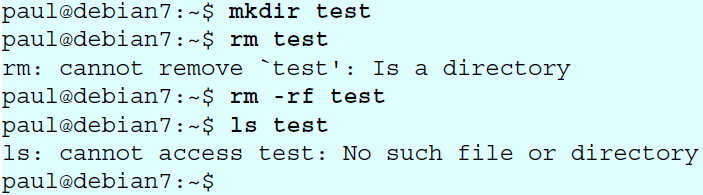 paul@debian7:~$ mkdir test
paul@debian7:~$ rm test
rm: cannot remove `test': Is a directory
paul@debian7:~$ rm -rf test
paul@debian7:~$ ls test
ls: cannot access test: No such file or directory
paul@debian7:~$